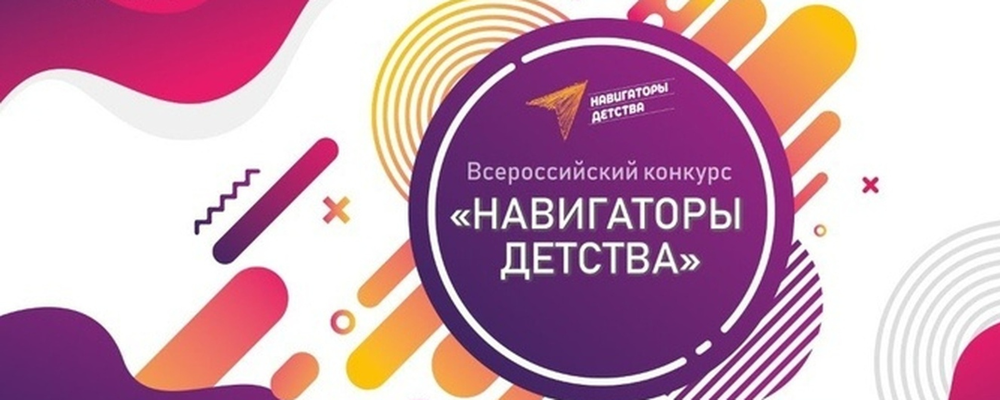 НАВИГАТОРЫ
ДЕТСТВА
Всероссийский конкурс
«НАВИГАТОРЫ
ДЕТСТВА»